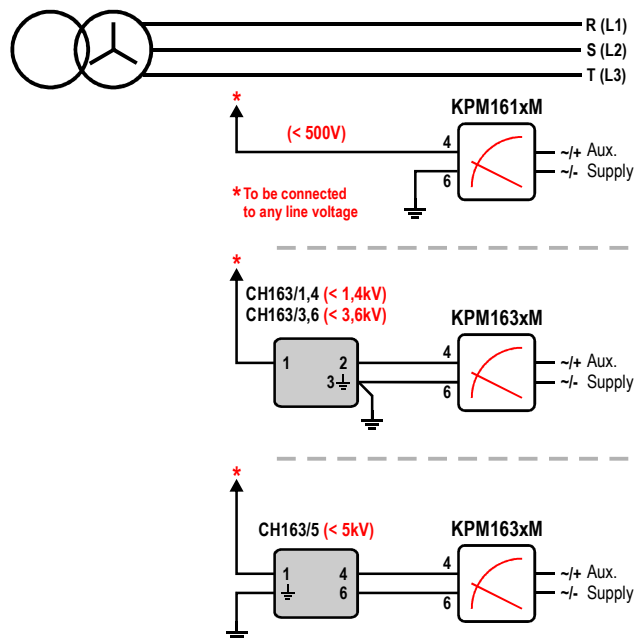 R (L1)
S (L2)
T (L3)
*
KPM161xM
(< 500V)
4
~/+ Aux.
6
~/- Supply
* To be connected
to any line voltage
*
CH163/1,4 (< 1,4kV)
CH163/3,6 (< 3,6kV)
KPM163xM
1 2
4
~/+ Aux.
3
6
~/- Supply
*
CH163/5 (< 5kV)
KPM163xM
1 4
4
~/+ Aux.
6
6
~/- Supply